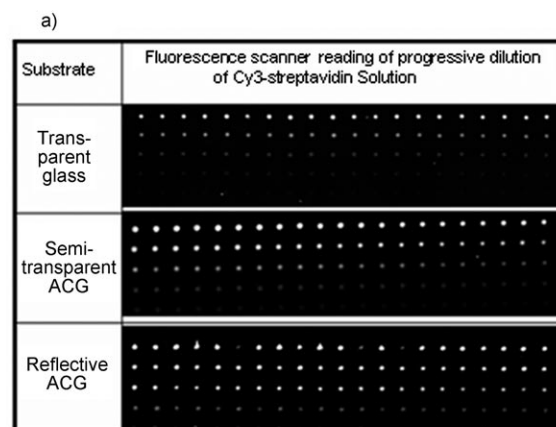 a)
Substrate
Fluorescence scanner reading of progressive dilution
of Cy3-streptavidin Solution
Trans-
parent
glass
Semi-
transparent
ACG
Reflective
ACG